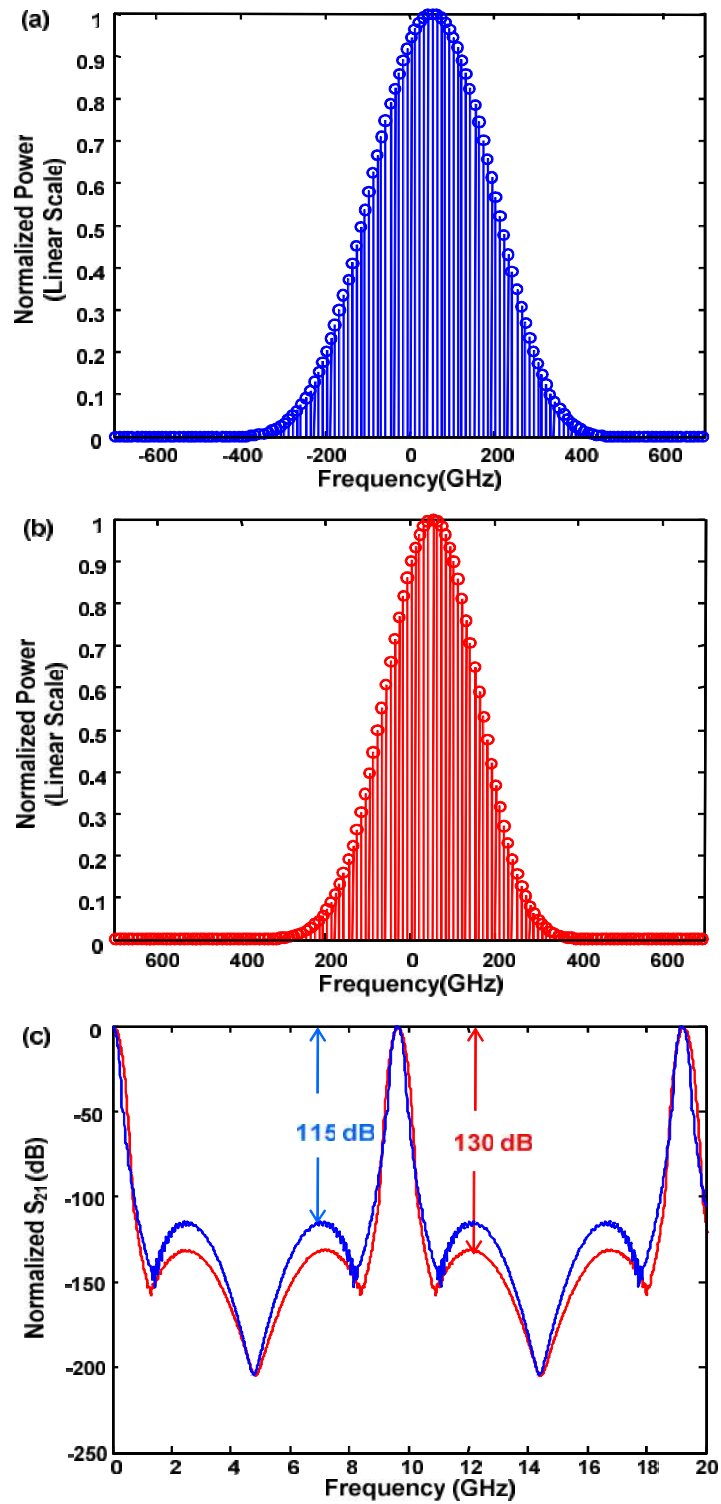 (a)
1
0.9
0.8
0.7
0.6
0.5
0.4
0.3
0.2
0.1
0
Normalized Power
(Linear Scale)
-600 -400 -200 0 200 400 600
Frequency(GHz)
(b)
1
0.9
0.8
0.7
0.6
0.5
0.4
0.3
0.2
0.1
0
Normalized Power
(Linear Scale)
600 400 200 0 200 400 600
Frequency(GHz)
(c)
0
-50
-100
-150
-200
-250
Normalized S21 (dB)
115 dB
130 dB
0 2 4 6 8 10 12 14 16 18 20
Frequency (GHz)